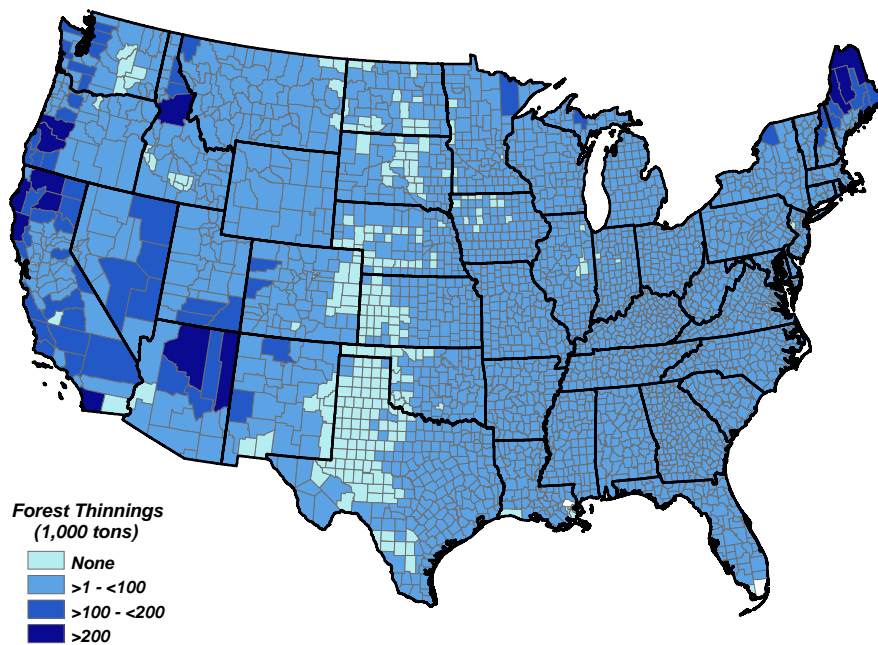 Forest Thinnings
(1,000 tons)
None
>1 - <100
>100 - <200
>200